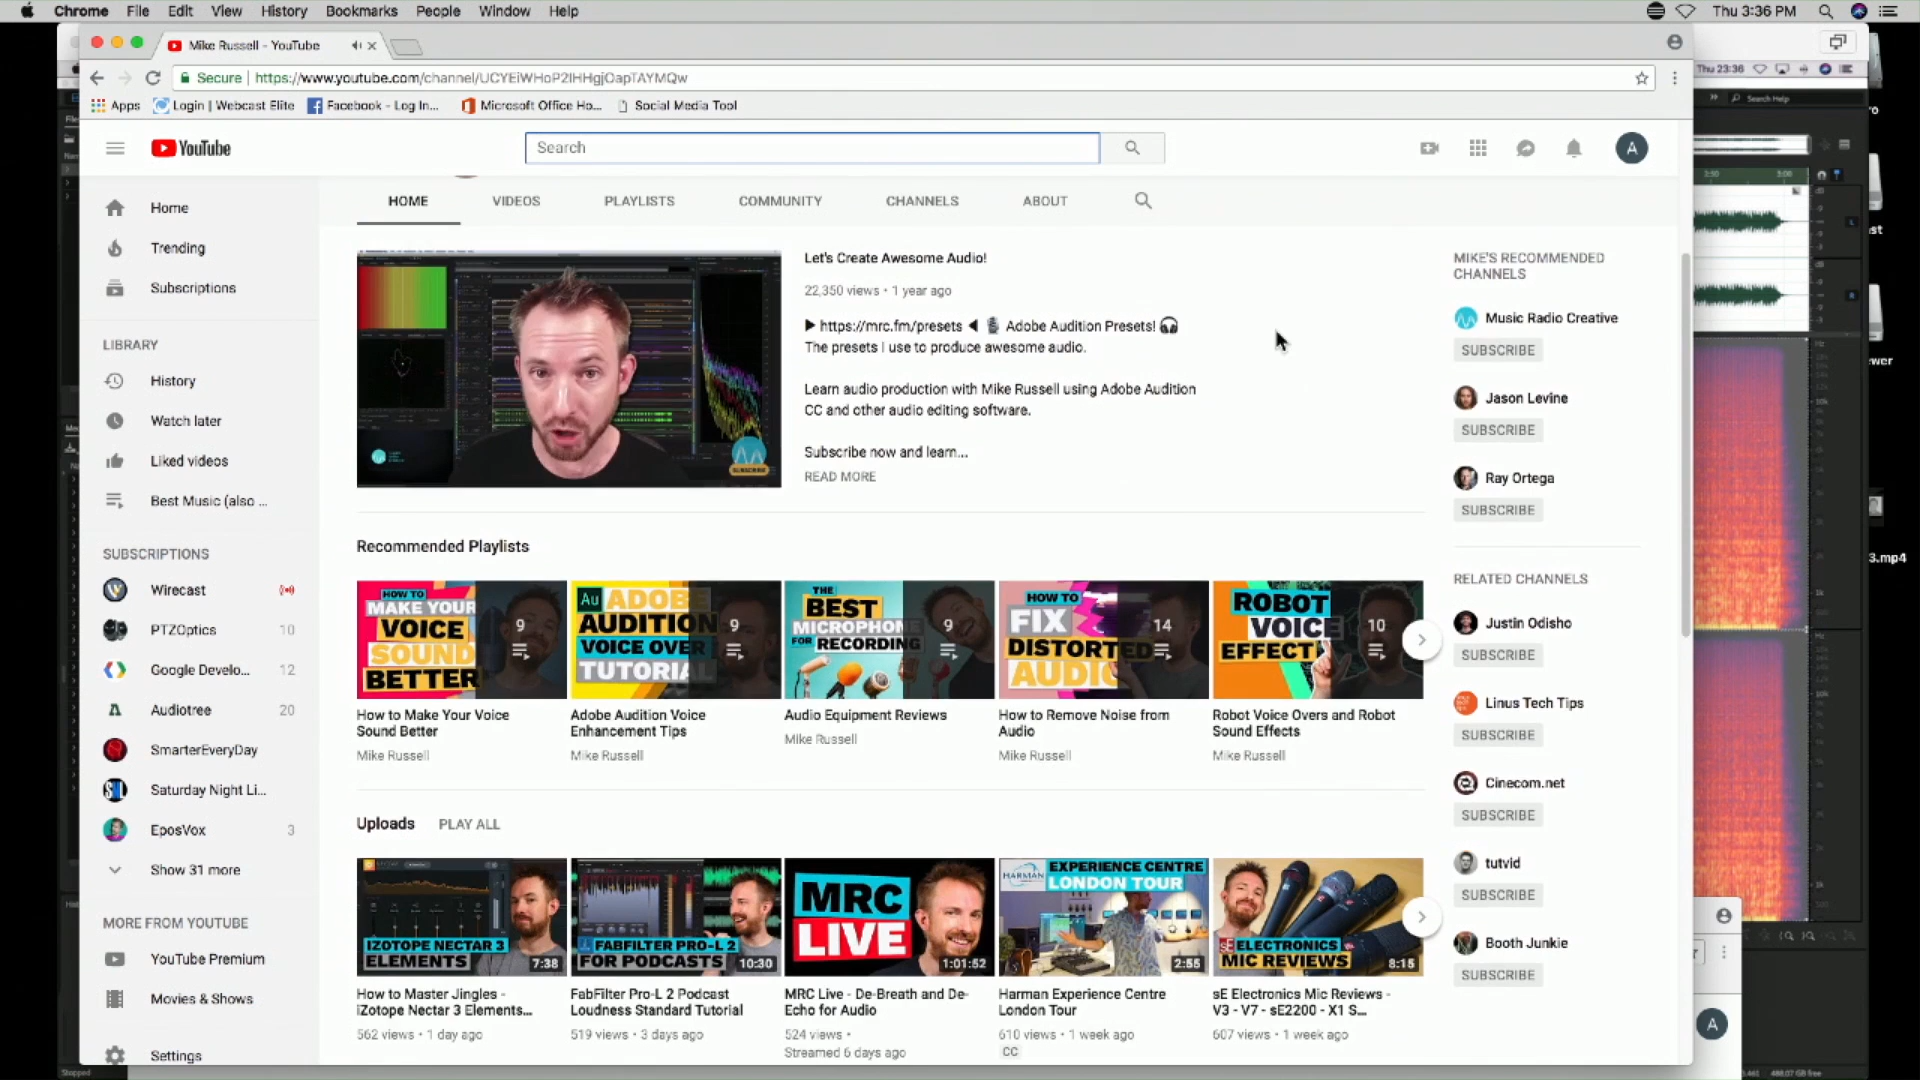 Chrome File Edit View History Bookmarks People Window Help
Thu 3:36 PM
Mike Russell - YouTube
Thu 23:36
Secure https://www.youtube.com/channel/UCYEiWHoP2IHHgjOapTAYMQw
Apps Login | Webcast Elite Facebook - Log In... Microsoft Office Ho... Social Media Tool
Search Help
YouTube
Search
A
HOME VIDEOS PLAYLISTS COMMUNITY CHANNELS ABOUT
Home
Trending
Subscriptions
LIBRARY
History
Watch later
Liked videos
Best Music (also ...
SUBSCRIPTIONS
Wirecast
PTZOptics 10
Google Develo... 12
Audiotree 20
SmarterEveryDay
Saturday Night Li...
EposVox 3
Show 31 more
MORE FROM YOUTUBE
YouTube Premium
Movies & Shows
Settings
SUBSCRIBE
Let's Create Awesome Audio!
22,350 views • 1 year ago
▶ https://mrc.fm/presets ◀ 🎙 Adobe Audition Presets! 🎧
The presets I use to produce awesome audio.
Learn audio production with Mike Russell using Adobe Audition
CC and other audio editing software.
Subscribe now and learn...
READ MORE
Recommended Playlists
HOW TO
MAKE YOUR
VOICE
SOUND
BETTER
9
How to Make Your Voice
Sound Better
Mike Russell
Au ADOBE
AUDITION
VOICE OVER
TUTORIAL
9
Adobe Audition Voice
Enhancement Tips
Mike Russell
THE
BEST
MICROPHONE
FOR RECORDING
9
Audio Equipment Reviews
Mike Russell
HOW TO
FIX
DISTORTED
AUDIO
14
How to Remove Noise from
Audio
Mike Russell
ROBOT
VOICE
EFFECT
10
Robot Voice Overs and Robot
Sound Effects
Mike Russell
Uploads PLAY ALL
IZOTOPE NECTAR 3
ELEMENTS
7:38
How to Master Jingles -
iZotope Nectar 3 Elements...
562 views • 1 day ago
FABFILTER PRO-L 2
FOR PODCASTS
10:30
FabFilter Pro-L 2 Podcast
Loudness Standard Tutorial
519 views • 3 days ago
MRC
LIVE
1:01:52
MRC Live - De-Breath and De-
Echo for Audio
524 views •
Streamed 6 days ago
HARMAN
EXPERIENCE CENTRE
LONDON TOUR
2:55
Harman Experience Centre
London Tour
610 views • 1 week ago
CC
sE ELECTRONICS
MIC REVIEWS
8:15
sE Electronics Mic Reviews -
V3 - V7 - sE2200 - X1 S...
607 views • 1 week ago
MIKE'S RECOMMENDED
CHANNELS
Music Radio Creative
SUBSCRIBE
Jason Levine
SUBSCRIBE
Ray Ortega
SUBSCRIBE
RELATED CHANNELS
Justin Odisho
SUBSCRIBE
Linus Tech Tips
SUBSCRIBE
Cinecom.net
SUBSCRIBE
tutvid
SUBSCRIBE
Booth Junkie
SUBSCRIBE
3.mp4
A
Stopped